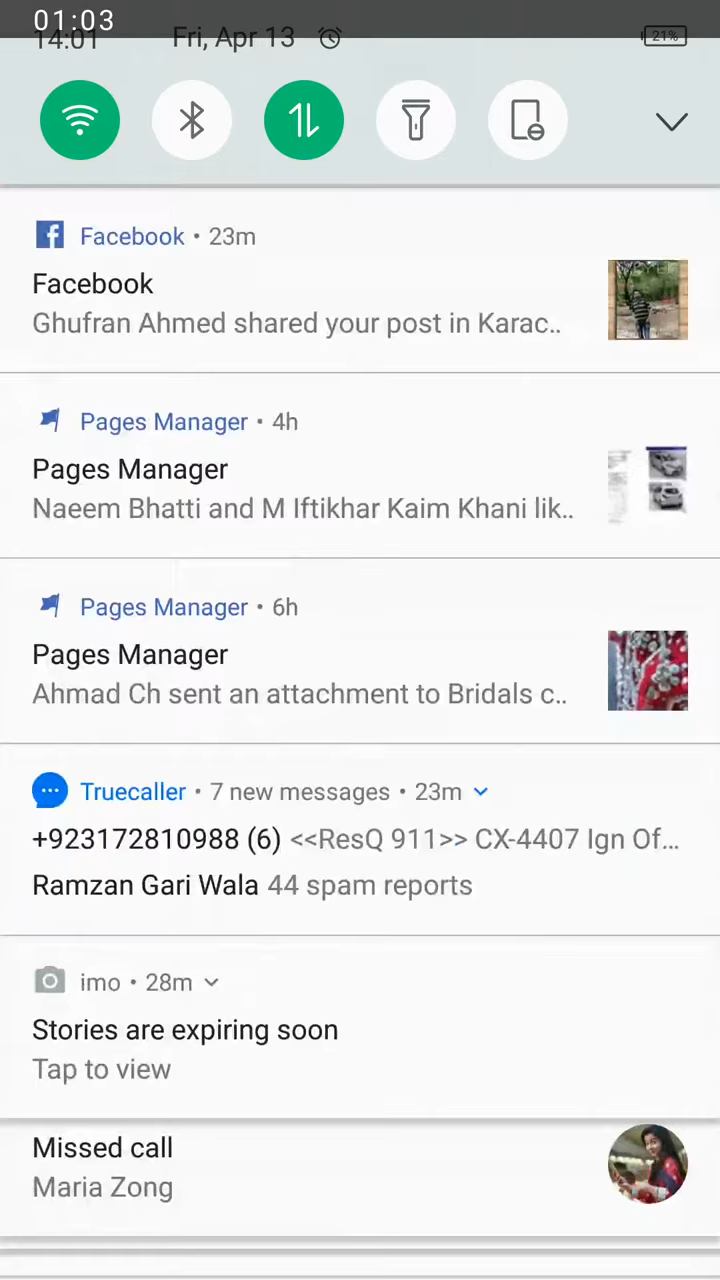 01:03
14:01 Fri, Apr 13 21%
Facebook • 23m
Facebook
Ghufran Ahmed shared your post in Karac..
Pages Manager • 4h
Pages Manager
Naeem Bhatti and M Iftikhar Kaim Khani lik..
Pages Manager • 6h
Pages Manager
Ahmad Ch sent an attachment to Bridals c..
Truecaller • 7 new messages • 23m
+923172810988 (6) <<ResQ 911>> CX-4407 Ign Of...
Ramzan Gari Wala 44 spam reports
imo • 28m
Stories are expiring soon
Tap to view
Missed call
Maria Zong